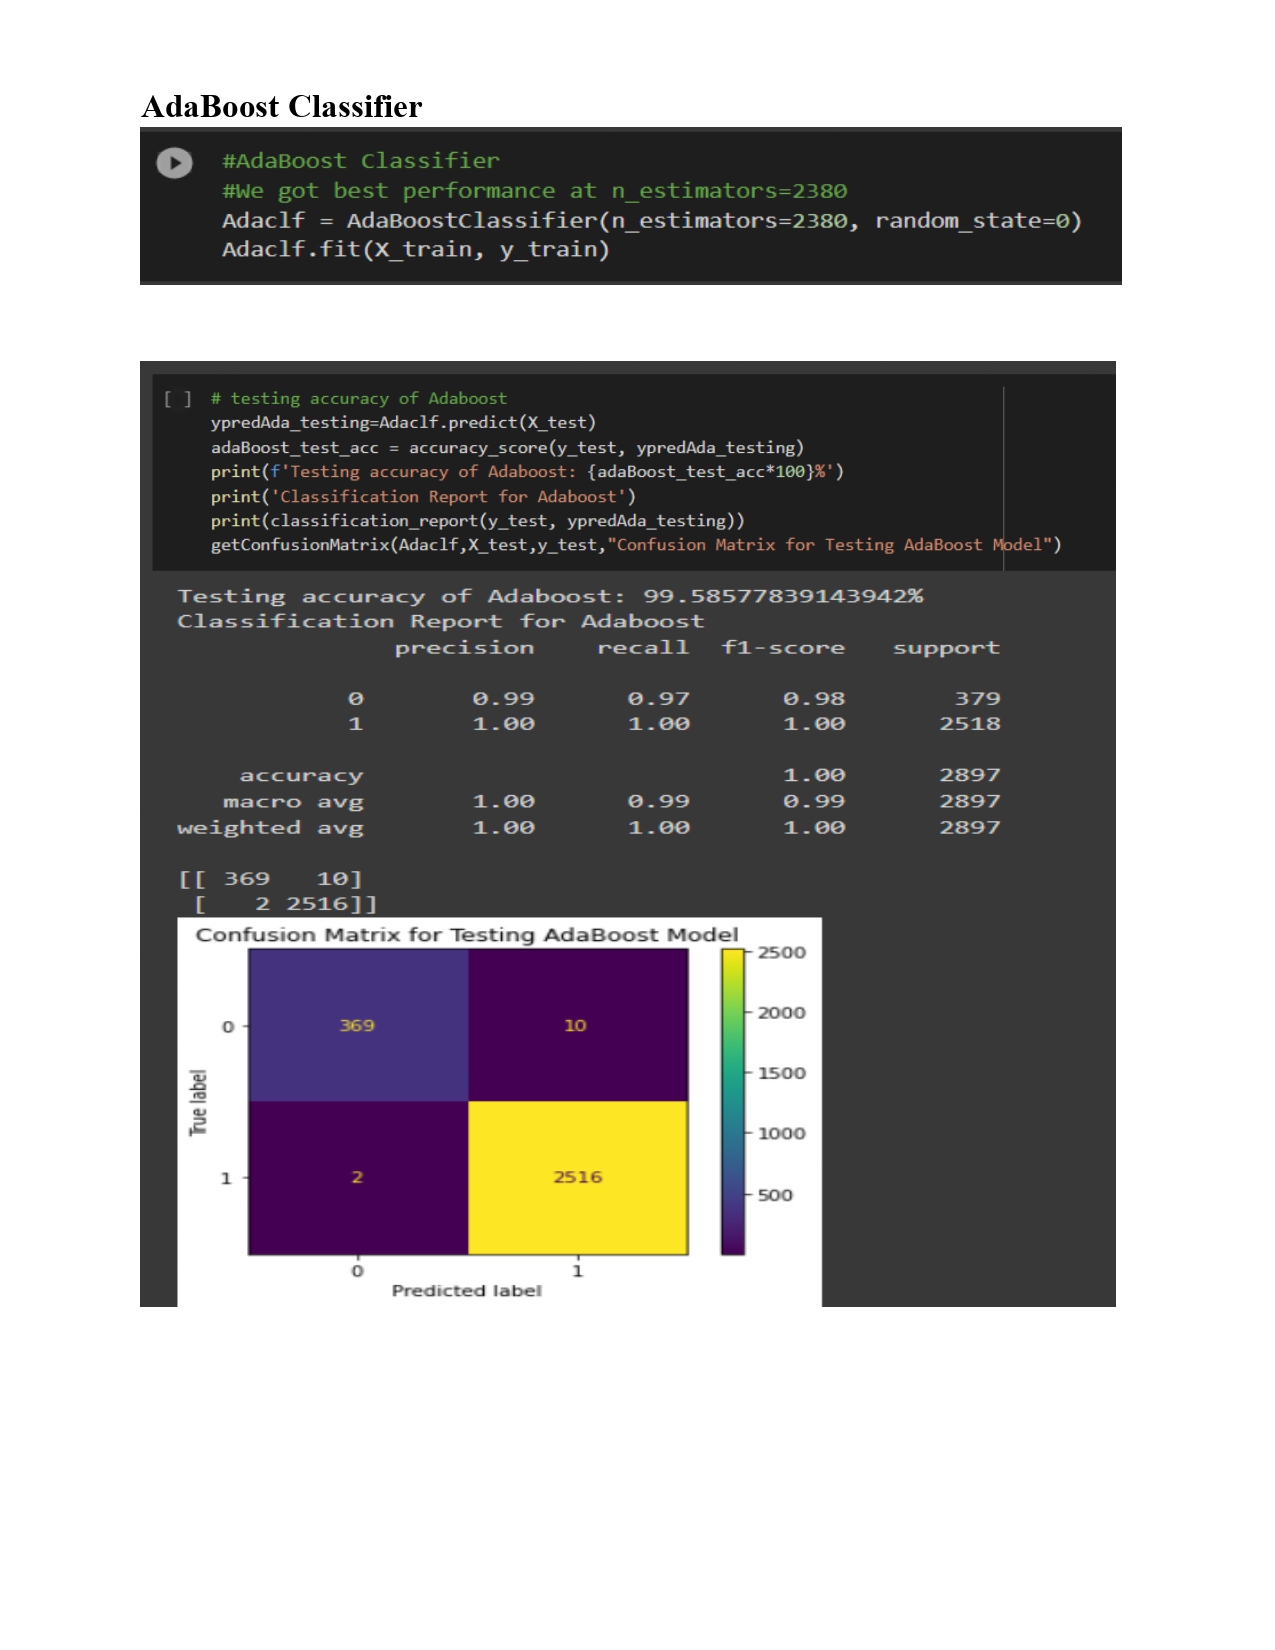 AdaBoost Classifier
#AdaBoost Classifier
#We got best performance at n_estimators=2380
Adaclf = AdaBoostClassifier(n_estimators=2380, random_state=0)
Adaclf.fit(X_train, y_train)
[ ] # testing accuracy of Adaboost
ypredAda_testing=Adaclf.predict(X_test)
adaBoost_test_acc = accuracy_score(y_test, ypredAda_testing)
print(f'Testing accuracy of Adaboost: {adaBoost_test_acc*100}%')
print('Classification Report for Adaboost')
print(classification_report(y_test, ypredAda_testing))
getConfusionMatrix(Adaclf,X_test,y_test,"Confusion Matrix for Testing AdaBoost Model")
Testing accuracy of Adaboost: 99.58577839143942%
Classification Report for Adaboost
precision recall f1-score support
0 0.99 0.97 0.98 379
1 1.00 1.00 1.00 2518
accuracy 1.00 2897
macro avg 1.00 0.99 0.99 2897
weighted avg 1.00 1.00 1.00 2897
[[ 369 10]
[ 2 2516]]
Confusion Matrix for Testing AdaBoost Model
2500
2000
1500
1000
500
True label
0 369 10
1 2 2516
0 1
Predicted label